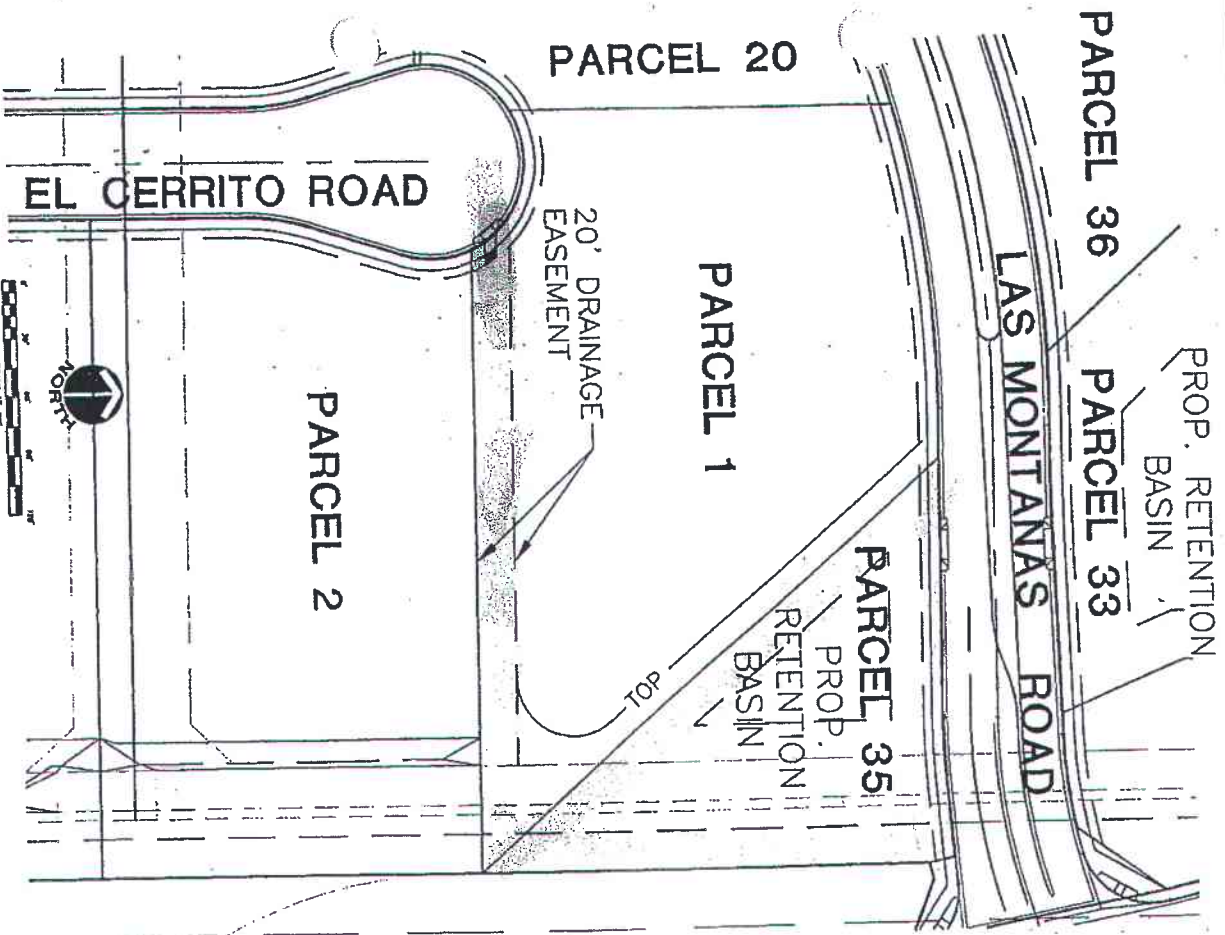 PARCEL 20
PARCEL 36
EL CERRITO ROAD
20' DRAINAGE
EASEMENT
PARCEL 1
LAS MONTANAS ROAD
PARCEL 33
PROP. RETENTION
BASIN
PARCEL 2
PARCEL 35
PROP.
RETENTION
BASIN
TOP
NORTH